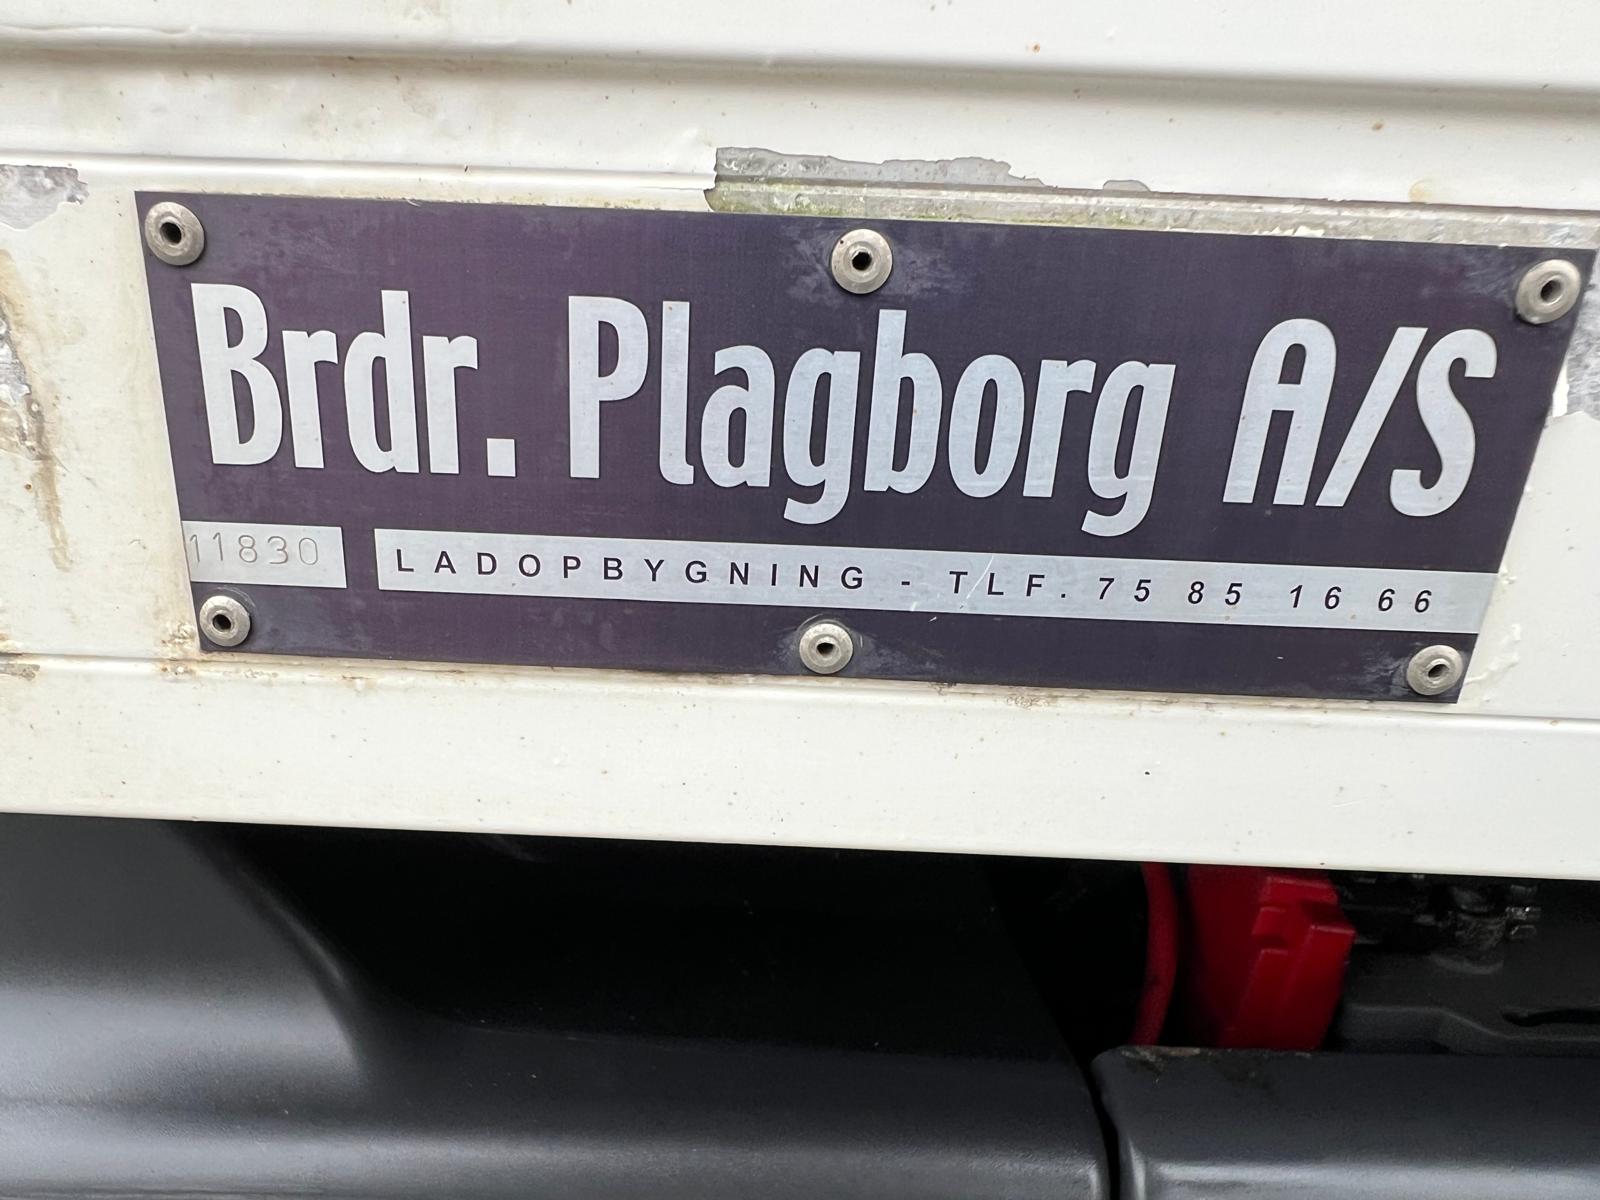 Brdr. Plagborg A/S
11830
LADOPBYGNING - TLF. 75 85 16 66